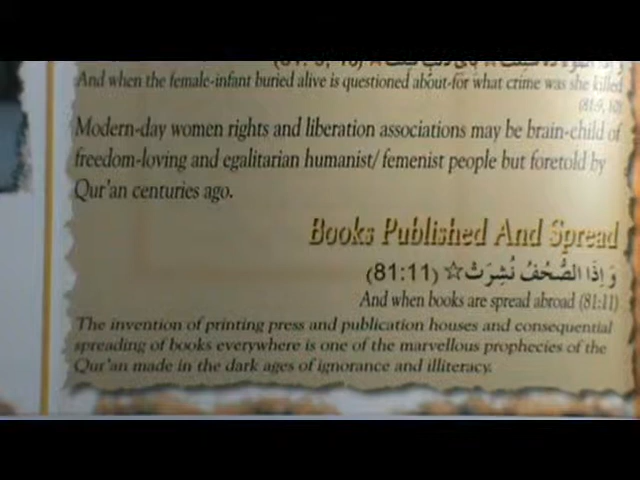 And when the female-infant buried alive is questioned about-for what crime was she killed
(81:9, 10)
Modern-day women rights and liberation associations may be brain-child of
freedom-loving and egalitarian humanist/ femenist people but foretold by
Qur'an centuries ago.
Books Published And Spread
وَ اِذَا الصُّحُفُ نُشِرَتْ☆ (81:11)
And when books are spread abroad (81:11)
The invention of printing press and publication houses and consequential
spreading of books everywhere is one of the marvellous prophecies of the
Qur'an made in the dark ages of ignorance and illiteracy.